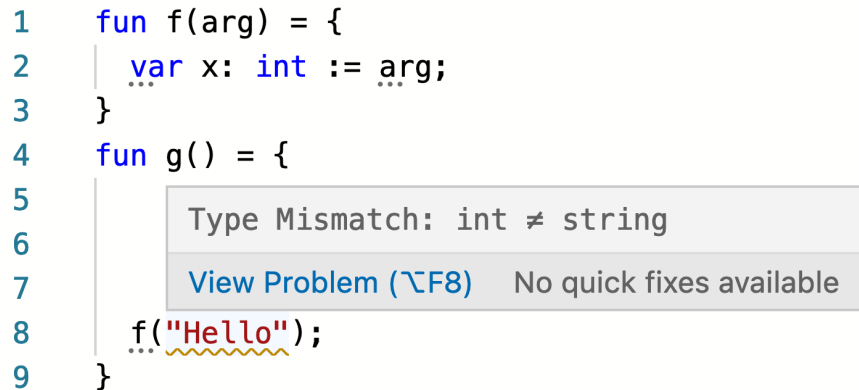 1 fun f(arg) = {
2 var x: int := arg;
3 }
4 fun g() = {
5
Type Mismatch: int ≠ string
6
7
View Problem (⌥F8) No quick fixes available
8 f("Hello");
9 }